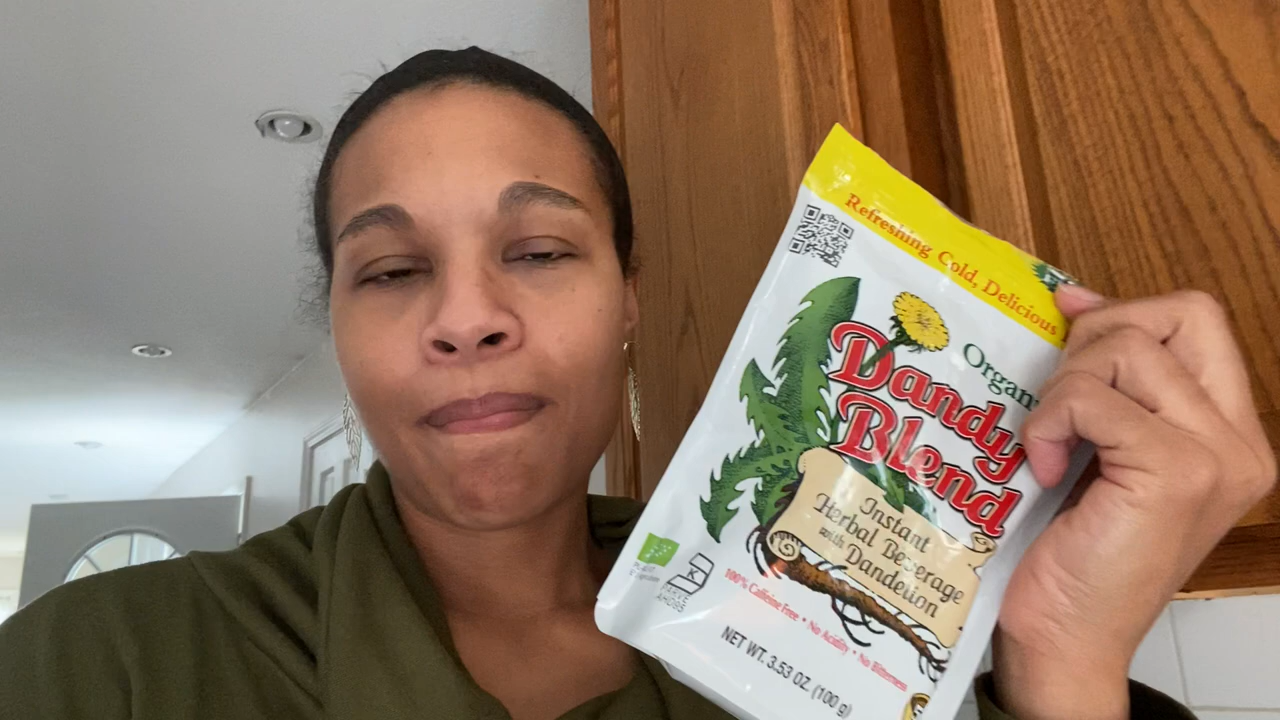 Refreshing Cold, Delicious
Dandy
Blend
Instant
Herbal Beverage
with Dandelion
100% Caffeine Free • No Acidity • No Bitterness
NET WT. 3.53 OZ. (100 g)